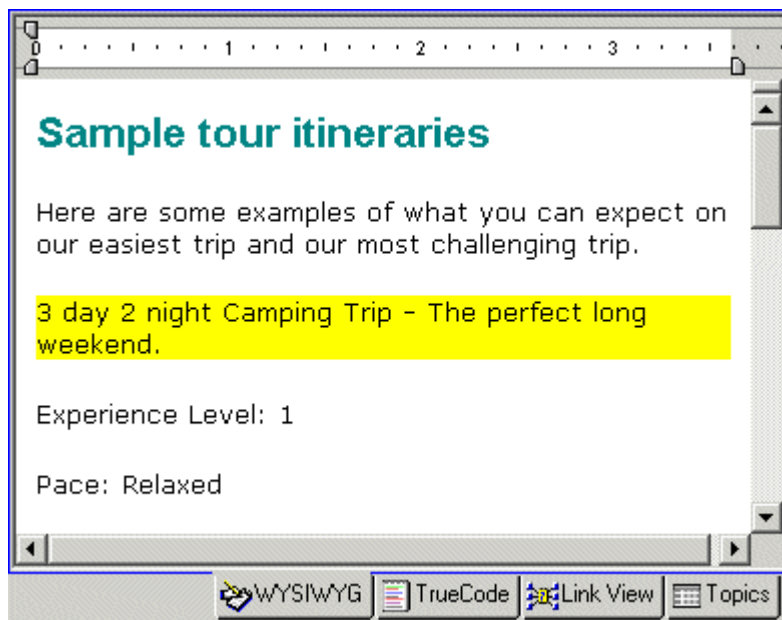 0 1 2 3
Sample tour itineraries
Here are some examples of what you can expect on
our easiest trip and our most challenging trip.
3 day 2 night Camping Trip – The perfect long
weekend.
Experience Level: 1
Pace: Relaxed
WYSIWYG TrueCode Link View Topics